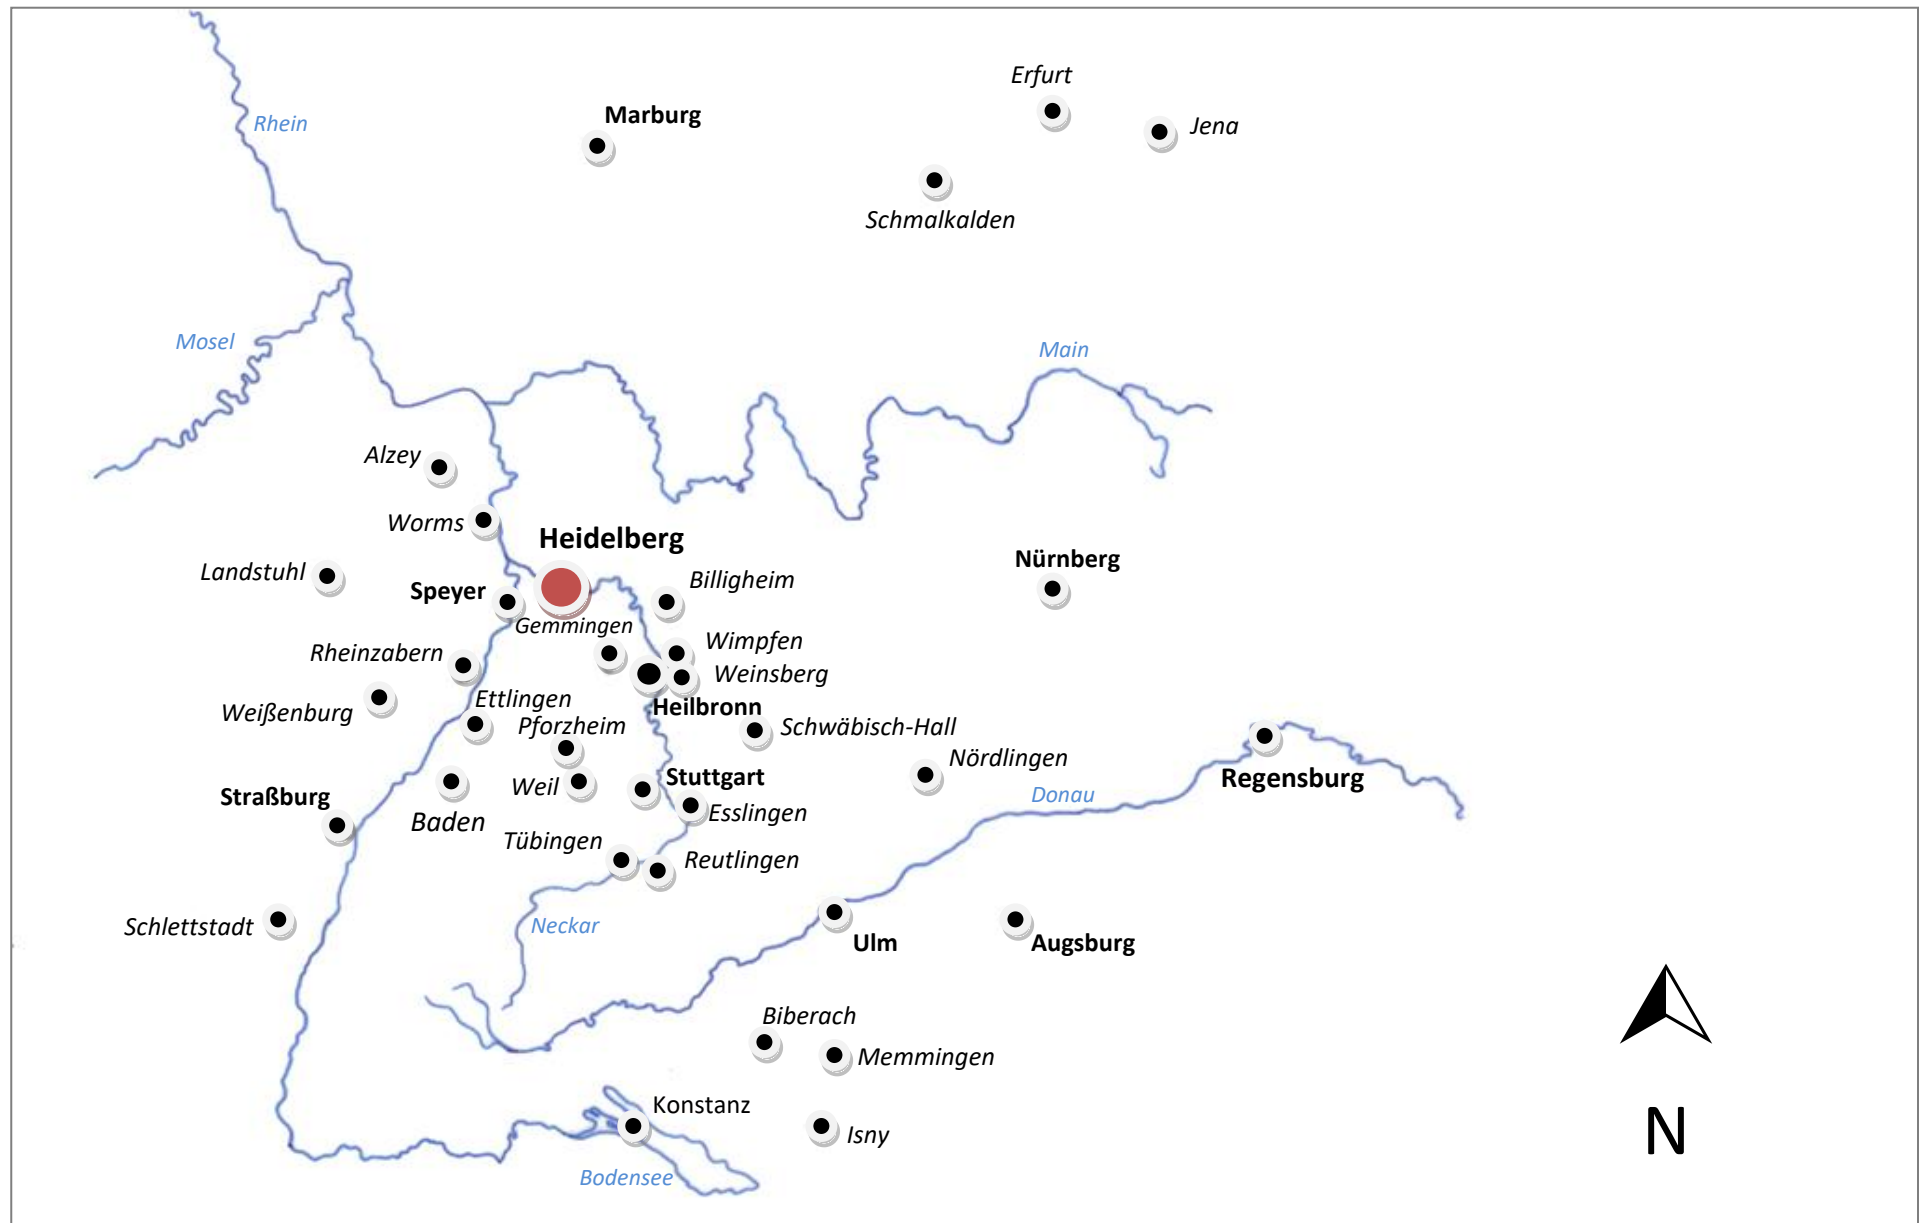 Erfurt
Marburg
Rhein
Jena
Schmalkalden
Mosel
Main
Alzey
Worms
Heidelberg
Nürnberg
Landstuhl
Billigheim
Speyer
Gemmingen
Wimpfen
Rheinzabern
Weinsberg
Ettlingen
Heilbronn
Weißenburg
Pforzheim
Schwäbisch-Hall
Nördlingen
Stuttgart
Regensburg
Weil
Straßburg
Donau
Esslingen
Baden
Tübingen
Reutlingen
Neckar
Schlettstadt
Ulm
Augsburg
Biberach
Memmingen
Konstanz
Isny
N
Bodensee